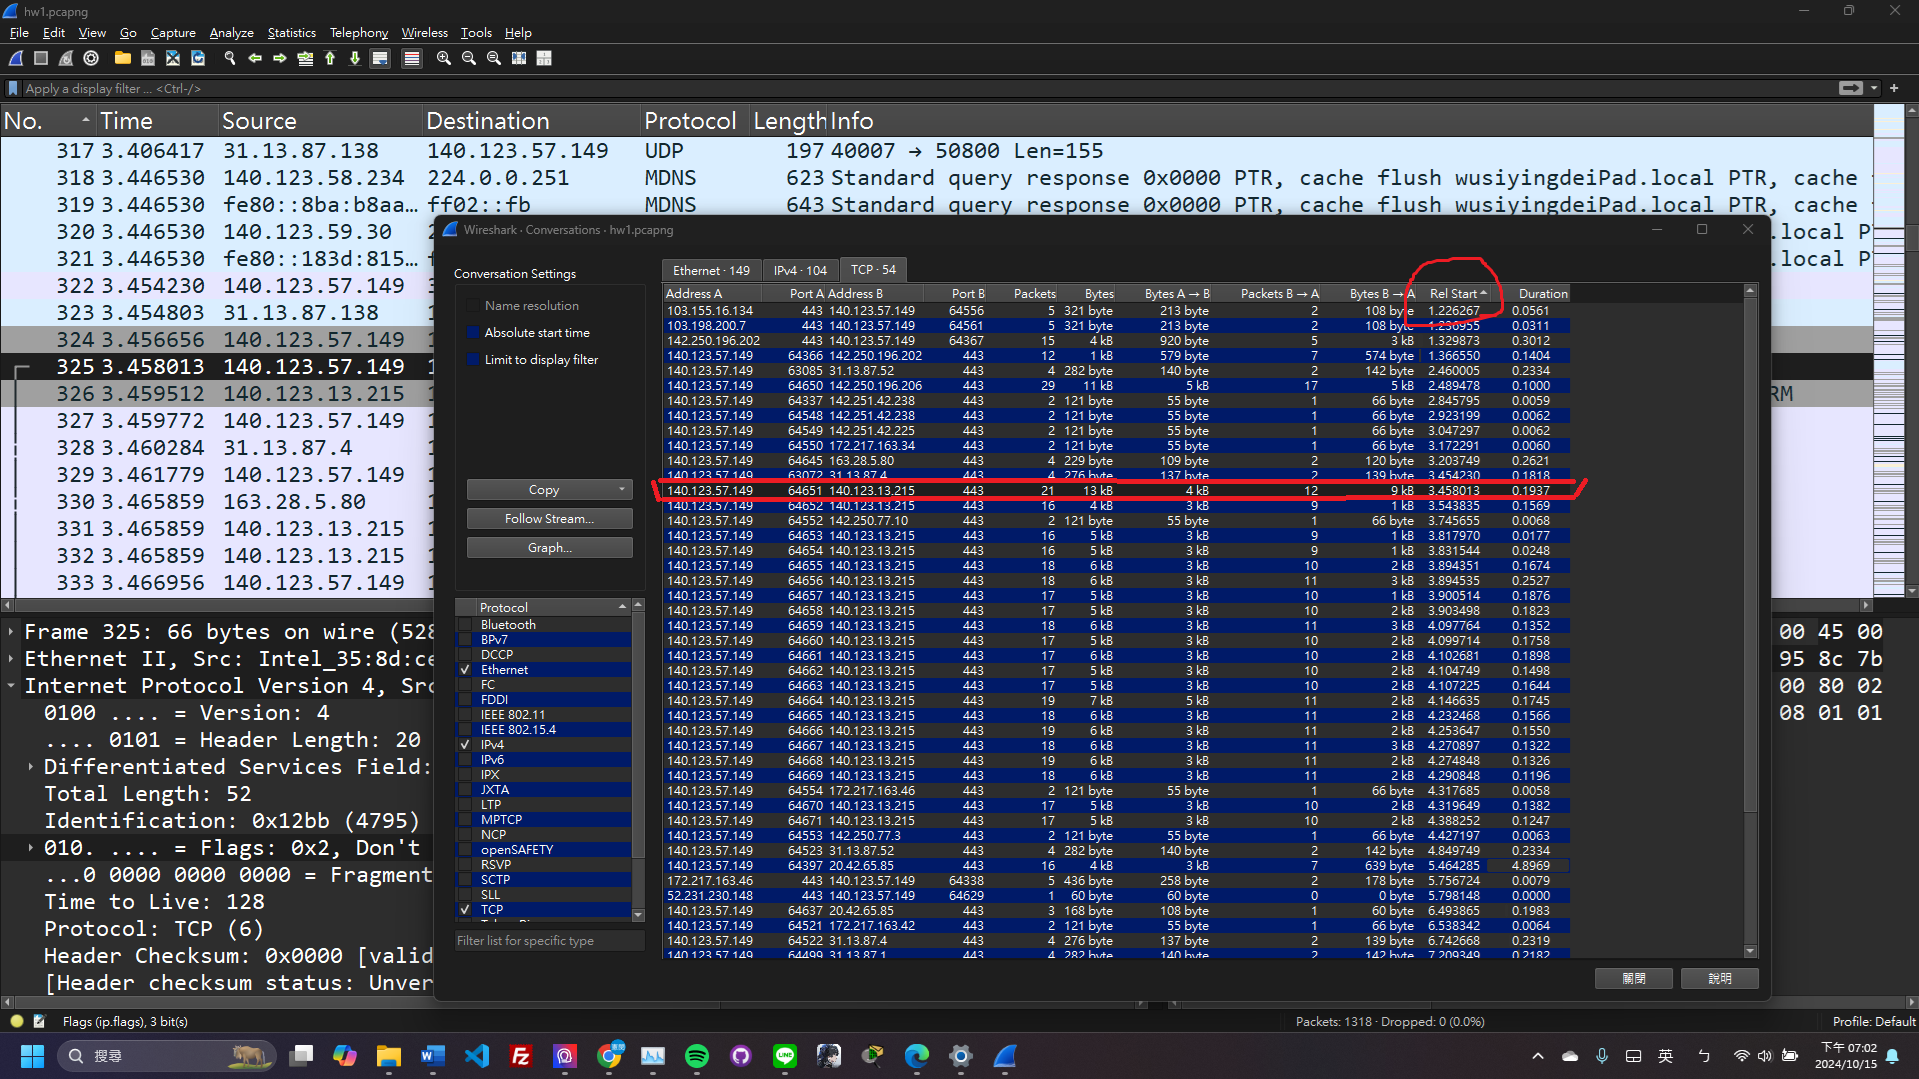 hw1.pcapng
File Edit View Go Capture Analyze Statistics Telephony Wireless Tools Help
Apply a display filter ... <Ctrl-/>
No. Time Source Destination Protocol Length Info
317 3.406417 31.13.87.138 140.123.57.149 UDP 197 40007 → 50800 Len=155
318 3.446530 140.123.58.234 224.0.0.251 MDNS 623 Standard query response 0x0000 PTR, cache flush wusiyingdeiPad.local PTR, cache
319 3.446530 fe80::8ba:b8aa… ff02::fb MDNS 643 Standard query response 0x0000 PTR, cache flush wusiyingdeiPad.local PTR, cache
320 3.446530 140.123.59.30
321 3.446530 fe80::183d:815…
322 3.454230 140.123.57.149
323 3.454803 31.13.87.138
324 3.456656 140.123.57.149
325 3.458013 140.123.57.149
326 3.459512 140.123.13.215
327 3.459772 140.123.57.149
328 3.460284 31.13.87.4
329 3.461779 140.123.57.149
330 3.465859 163.28.5.80
331 3.465859 140.123.13.215
332 3.465859 140.123.13.215
333 3.466956 140.123.57.149
Wireshark · Conversations · hw1.pcapng
Conversation Settings
Name resolution
Absolute start time
Limit to display filter
Copy
Follow Stream...
Graph...
Protocol
Bluetooth
BPv7
DCCP
Ethernet
FC
FDDI
IEEE 802.11
IEEE 802.15.4
IPv4
IPv6
IPX
JXTA
LTP
MPTCP
NCP
openSAFETY
RSVP
SCTP
SLL
TCP
Filter list for specific type
Ethernet · 149 IPv4 · 104 TCP · 54
Address A Port A Address B Port B Packets Bytes Bytes A → B Packets B → A Bytes B → A Rel Start Duration
103.155.16.134 443 140.123.57.149 64556 5 321 byte 213 byte 2 108 byte 1.226267 0.0561
103.198.200.7 443 140.123.57.149 64561 5 321 byte 213 byte 2 108 byte 1.236955 0.0311
142.250.196.202 443 140.123.57.149 64367 15 4 kB 920 byte 5 3 kB 1.329873 0.3012
140.123.57.149 64366 142.250.196.202 443 12 1 kB 579 byte 7 574 byte 1.366550 0.1404
140.123.57.149 63085 31.13.87.52 443 4 282 byte 140 byte 2 142 byte 2.460005 0.2334
140.123.57.149 64650 142.250.196.206 443 29 11 kB 5 kB 17 5 kB 2.489478 0.1000
140.123.57.149 64337 142.251.42.238 443 2 121 byte 55 byte 1 66 byte 2.845795 0.0059
140.123.57.149 64548 142.251.42.238 443 2 121 byte 55 byte 1 66 byte 2.923199 0.0062
140.123.57.149 64549 142.251.42.225 443 2 121 byte 55 byte 1 66 byte 3.047297 0.0062
140.123.57.149 64550 172.217.163.34 443 2 121 byte 55 byte 1 66 byte 3.172291 0.0060
140.123.57.149 64645 163.28.5.80 443 4 229 byte 109 byte 2 120 byte 3.203749 0.2621
140.123.57.149 63072 31.13.87.4 443 4 276 byte 137 byte 2 139 byte 3.454230 0.1818
140.123.57.149 64651 140.123.13.215 443 21 13 kB 4 kB 12 9 kB 3.458013 0.1937
140.123.57.149 64652 140.123.13.215 443 16 4 kB 3 kB 9 1 kB 3.543835 0.1569
140.123.57.149 64552 142.250.77.10 443 2 121 byte 55 byte 1 66 byte 3.745655 0.0068
140.123.57.149 64653 140.123.13.215 443 16 5 kB 3 kB 9 1 kB 3.817970 0.0177
140.123.57.149 64654 140.123.13.215 443 16 5 kB 3 kB 9 1 kB 3.831544 0.0248
140.123.57.149 64655 140.123.13.215 443 18 6 kB 3 kB 10 2 kB 3.894351 0.1674
140.123.57.149 64656 140.123.13.215 443 18 6 kB 3 kB 11 3 kB 3.894535 0.2527
140.123.57.149 64657 140.123.13.215 443 17 5 kB 3 kB 10 1 kB 3.900514 0.1876
140.123.57.149 64658 140.123.13.215 443 17 5 kB 3 kB 10 2 kB 3.903498 0.1823
140.123.57.149 64659 140.123.13.215 443 18 6 kB 3 kB 11 3 kB 4.097764 0.1352
140.123.57.149 64660 140.123.13.215 443 17 5 kB 3 kB 10 2 kB 4.099714 0.1758
140.123.57.149 64661 140.123.13.215 443 17 6 kB 3 kB 10 2 kB 4.102681 0.1898
140.123.57.149 64662 140.123.13.215 443 17 5 kB 3 kB 10 2 kB 4.104749 0.1498
140.123.57.149 64663 140.123.13.215 443 17 5 kB 3 kB 10 2 kB 4.107225 0.1644
140.123.57.149 64664 140.123.13.215 443 19 7 kB 5 kB 11 2 kB 4.146635 0.1745
140.123.57.149 64665 140.123.13.215 443 18 6 kB 3 kB 11 2 kB 4.232468 0.1566
140.123.57.149 64666 140.123.13.215 443 19 6 kB 3 kB 11 2 kB 4.253647 0.1550
140.123.57.149 64667 140.123.13.215 443 18 6 kB 3 kB 11 3 kB 4.270897 0.1322
140.123.57.149 64668 140.123.13.215 443 19 6 kB 3 kB 11 2 kB 4.274848 0.1326
140.123.57.149 64669 140.123.13.215 443 18 6 kB 3 kB 11 2 kB 4.290848 0.1196
140.123.57.149 64554 172.217.163.46 443 2 121 byte 55 byte 1 66 byte 4.317685 0.0058
140.123.57.149 64670 140.123.13.215 443 17 5 kB 3 kB 10 2 kB 4.319649 0.1382
140.123.57.149 64671 140.123.13.215 443 17 5 kB 3 kB 10 2 kB 4.388252 0.1247
140.123.57.149 64553 142.250.77.3 443 2 121 byte 55 byte 1 66 byte 4.427197 0.0063
140.123.57.149 64523 31.13.87.52 443 4 282 byte 140 byte 2 142 byte 4.849749 0.2334
140.123.57.149 64397 20.42.65.85 443 16 4 kB 3 kB 7 639 byte 5.464285 4.8969
172.217.163.46 443 140.123.57.149 64338 5 436 byte 258 byte 2 178 byte 5.756724 0.0079
52.231.230.148 443 140.123.57.149 64629 1 60 byte 60 byte 0 0 byte 5.798148 0.0000
140.123.57.149 64637 20.42.65.85 443 3 168 byte 108 byte 1 60 byte 6.493865 0.1983
140.123.57.149 64521 172.217.163.42 443 2 121 byte 55 byte 1 66 byte 6.538342 0.0064
140.123.57.149 64522 31.13.87.4 443 4 276 byte 137 byte 2 139 byte 6.742668 0.2319
140.123.57.149 64499 31.13.87.1 443 4 282 byte 140 byte 2 142 byte 7.209349 0.2182
關閉 說明
.local P
.local P
RM
Frame 325: 66 bytes on wire (528
Ethernet II, Src: Intel_35:8d:ce
Internet Protocol Version 4, Src
0100 .... = Version: 4
.... 0101 = Header Length: 20
Differentiated Services Field:
Total Length: 52
Identification: 0x12bb (4795)
010. .... = Flags: 0x2, Don't
...0 0000 0000 0000 = Fragment
Time to Live: 128
Protocol: TCP (6)
Header Checksum: 0x0000 [valid
[Header checksum status: Unver
00 45 00
95 8c 7b
00 80 02
08 01 01
Flags (ip.flags), 3 bit(s) Packets: 1318 · Dropped: 0 (0.0%) Profile: Default
搜尋
英
下午 07:02
2024/10/15